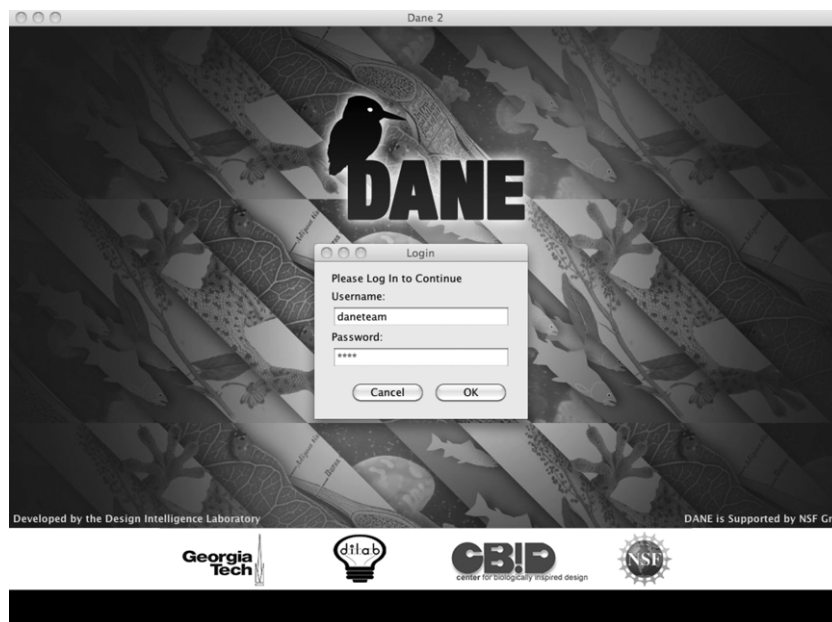 Dane 2
DANE
Login
Please Log In to Continue
Username:
daneteam
Password:
****
Cancel
OK
Developed by the Design Intelligence Laboratory
DANE is Supported by NSF Gr
Georgia
Tech
dilab
CBID
center for biologically inspired design
NSF